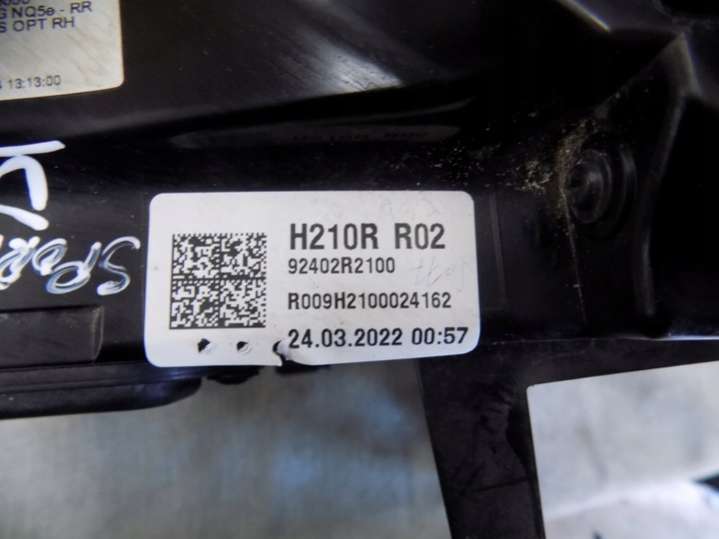 G NQ5e - RR
S OPT RH
13:13:00
H210R R02
92402R2100
R009H2100024162
24.03.2022 00:57